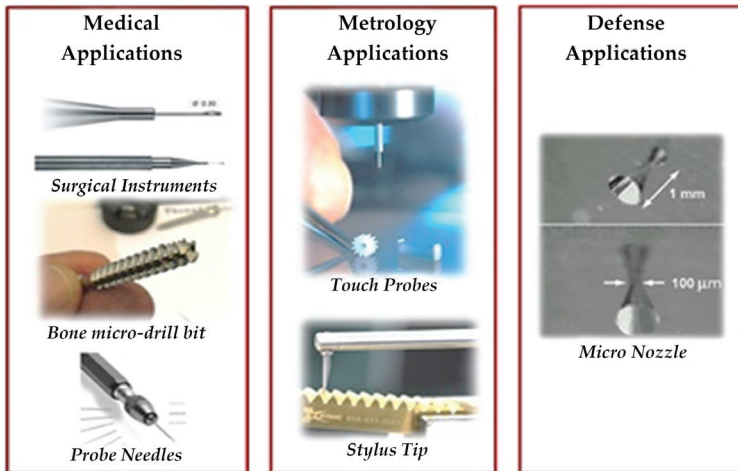 Medical
Applications
Ø 0.80
Surgical Instruments
Bone micro-drill bit
Probe Needles
Metrology
Applications
Touch Probes
Stylus Tip
Defense
Applications
1 mm
100 µm
Micro Nozzle